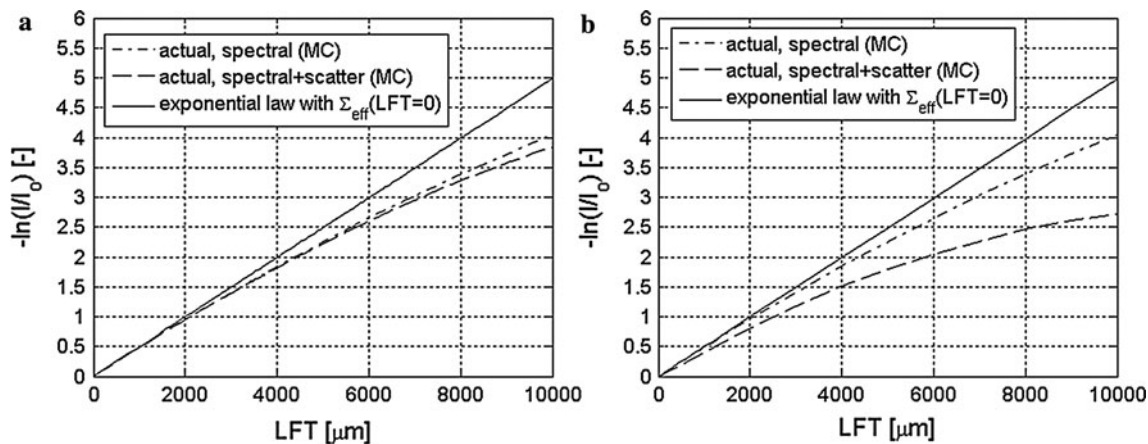 a
6
5.5
5
4.5
4
3.5
3
2.5
2
1.5
1
0.5
0
-ln(I/I₀) [-]
actual, spectral (MC)
actual, spectral+scatter (MC)
exponential law with Σeff(LFT=0)
0 2000 4000 6000 8000 10000
LFT [µm]
b
6
5.5
5
4.5
4
3.5
3
2.5
2
1.5
1
0.5
0
-ln(I/I₀) [-]
actual, spectral (MC)
actual, spectral+scatter (MC)
exponential law with Σeff(LFT=0)
0 2000 4000 6000 8000 10000
LFT [µm]